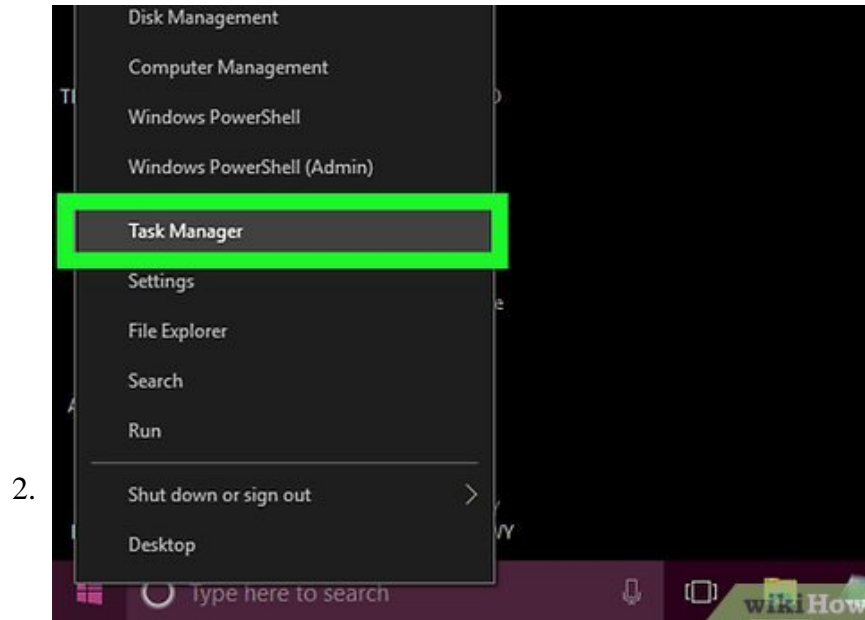 Disk Management
Computer Management
Windows PowerShell
Windows PowerShell (Admin)
Task Manager
Settings
File Explorer
Search
Run
2.
Shut down or sign out
Desktop
Type here to search
wikiHow